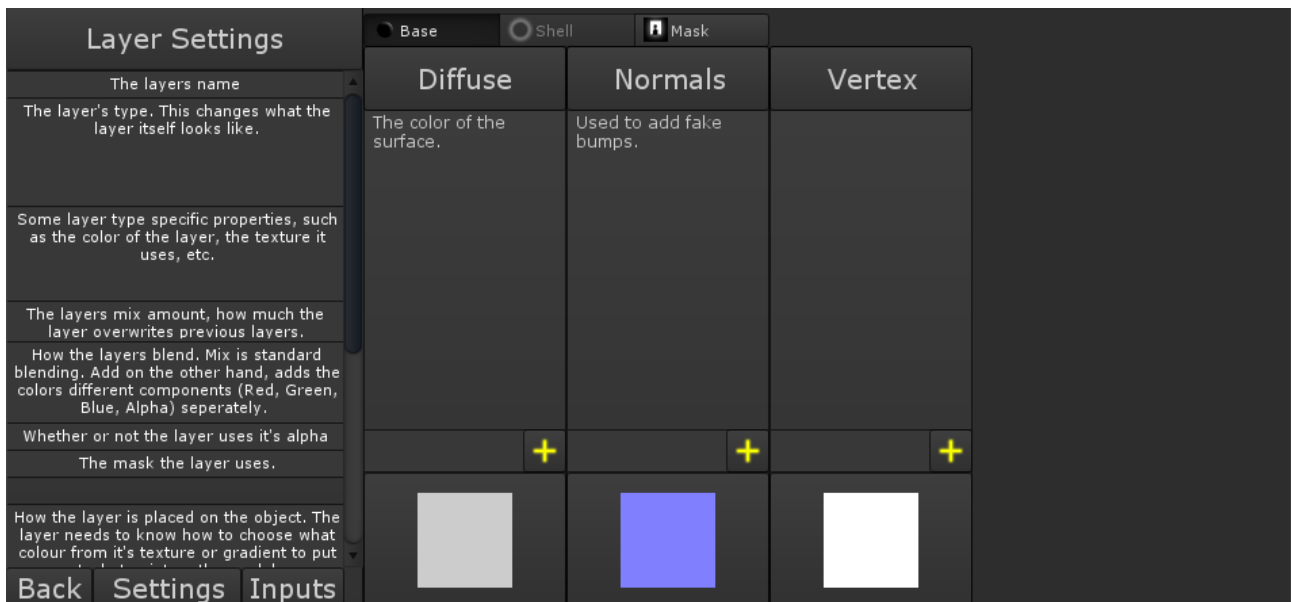 Layer Settings
The layers name
The layer's type. This changes what the
layer itself looks like.
Some layer type specific properties, such
as the color of the layer, the texture it
uses, etc.
The layers mix amount, how much the
layer overwrites previous layers.
How the layers blend. Mix is standard
blending. Add on the other hand, adds the
colors different components (Red, Green,
Blue, Alpha) seperately.
Whether or not the layer uses it's alpha
The mask the layer uses.
How the layer is placed on the object. The
layer needs to know how to choose what
colour from it's texture or gradient to put
Back Settings Inputs
Base Shell Mask
Diffuse Normals Vertex
The color of the
surface.
Used to add fake
bumps.